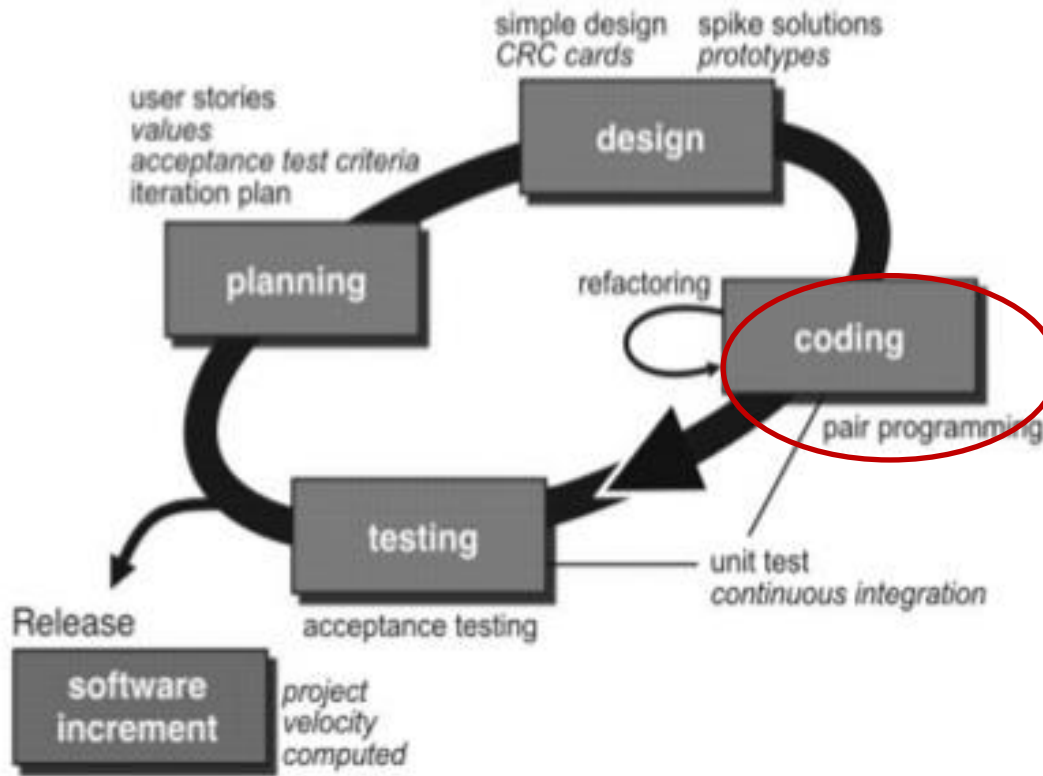 simple design
CRC cards
spike solutions
prototypes
user stories
values
acceptance test criteria
iteration plan
design
planning
refactoring
coding
pair programming
testing
unit test
continuous integration
acceptance testing
Release
software
increment
project
velocity
computed